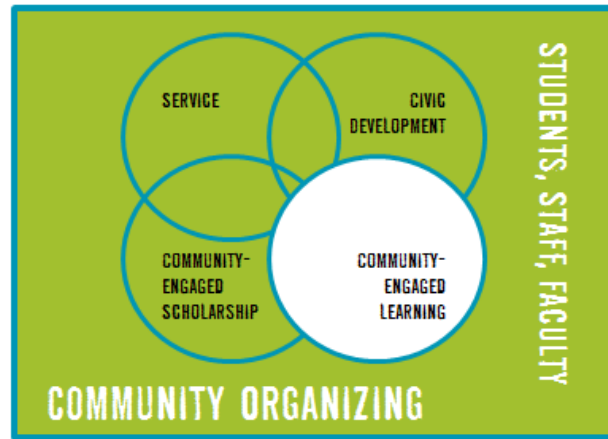 SERVICE
CIVIC
DEVELOPMENT
COMMUNITY-
ENGAGED
SCHOLARSHIP
COMMUNITY-
ENGAGED
LEARNING
STUDENTS, STAFF, FACULTY
COMMUNITY ORGANIZING